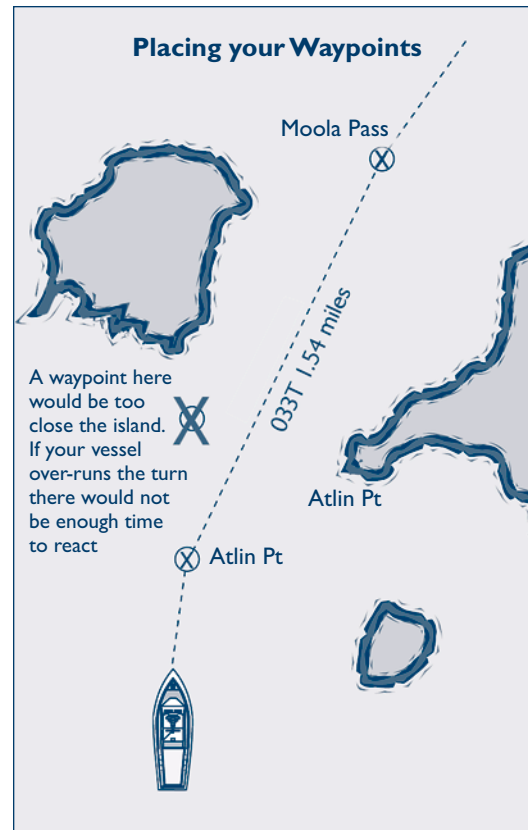 Placing your Waypoints
Moola Pass
033T 1.54 miles
A waypoint here
would be too
close the island.
If your vessel
over-runs the turn
there would not
be enough time
to react
Atlin Pt
Atlin Pt